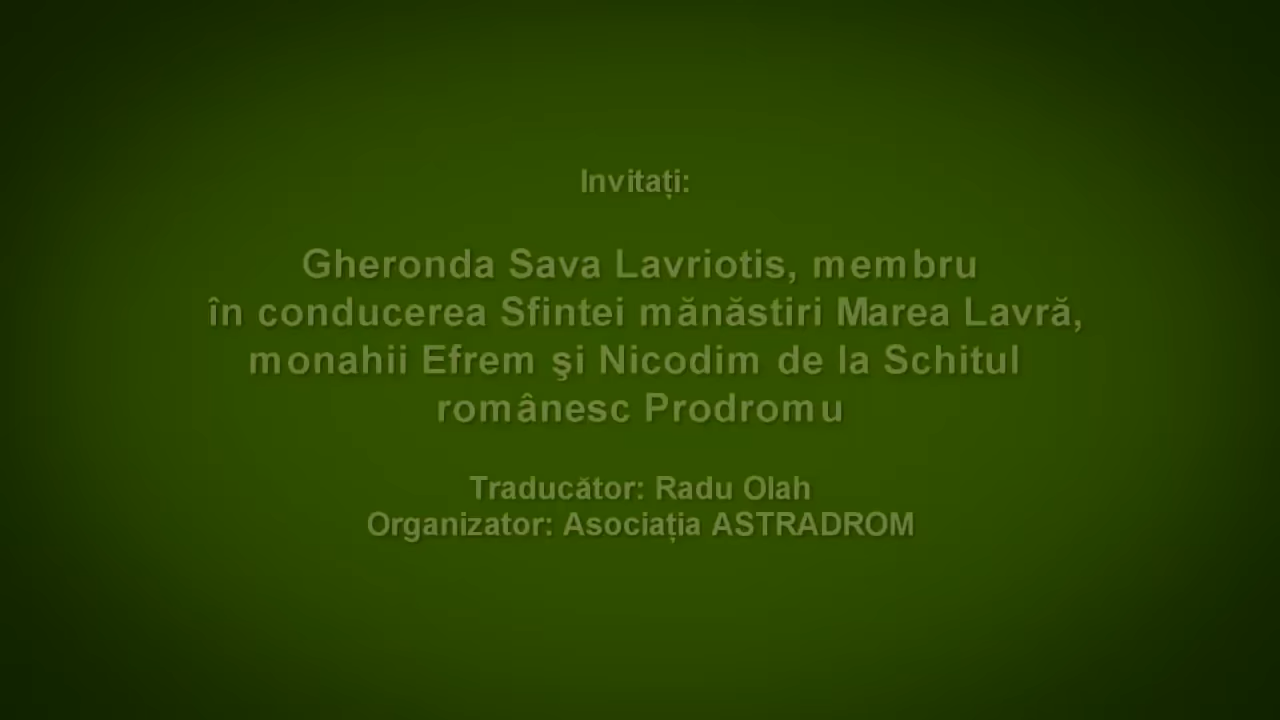 Invitați:
Gheronda Sava Lavriotis, membru
în conducerea Sfintei mănăstiri Marea Lavră,
monahii Efrem şi Nicodim de la Schitul
românesc Prodromu
Traducător: Radu Olah
Organizator: Asociația ASTRADROM